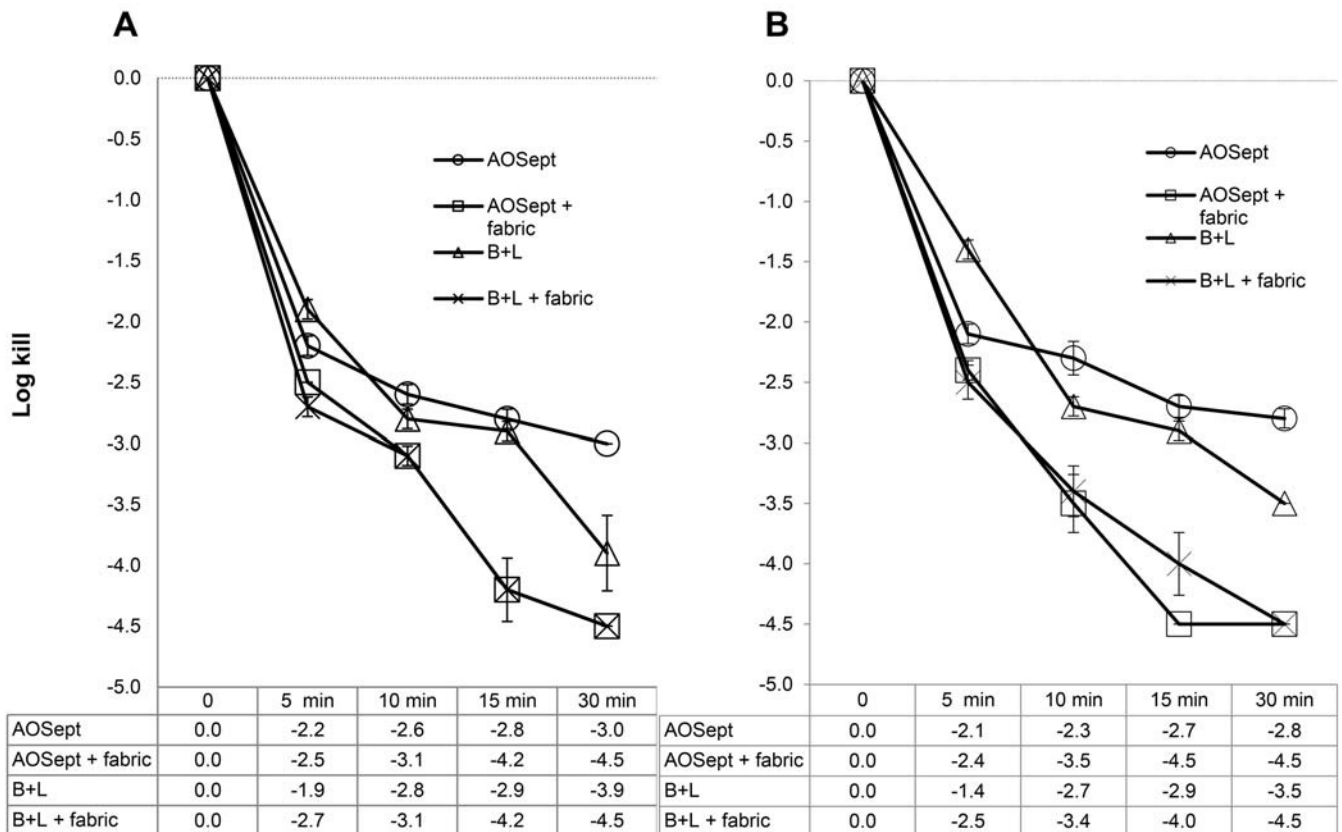 A
0.0
-0.5
-1.0
-1.5
-2.0
-2.5
-3.0
-3.5
-4.0
-4.5
-5.0
Log kill
AOSept
AOSept +
fabric
B+L
B+L + fabric
0 5 min 10 min 15 min 30 min
AOSept 0.0 -2.2 -2.6 -2.8 -3.0
AOSept + fabric 0.0 -2.5 -3.1 -4.2 -4.5
B+L 0.0 -1.9 -2.8 -2.9 -3.9
B+L + fabric 0.0 -2.7 -3.1 -4.2 -4.5
B
0.0
-0.5
-1.0
-1.5
-2.0
-2.5
-3.0
-3.5
-4.0
-4.5
-5.0
AOSept
AOSept +
fabric
B+L
B+L + fabric
0 5 min 10 min 15 min 30 min
AOSept 0.0 -2.1 -2.3 -2.7 -2.8
AOSept + fabric 0.0 -2.4 -3.5 -4.5 -4.5
B+L 0.0 -1.4 -2.7 -2.9 -3.5
B+L + fabric 0.0 -2.5 -3.4 -4.0 -4.5